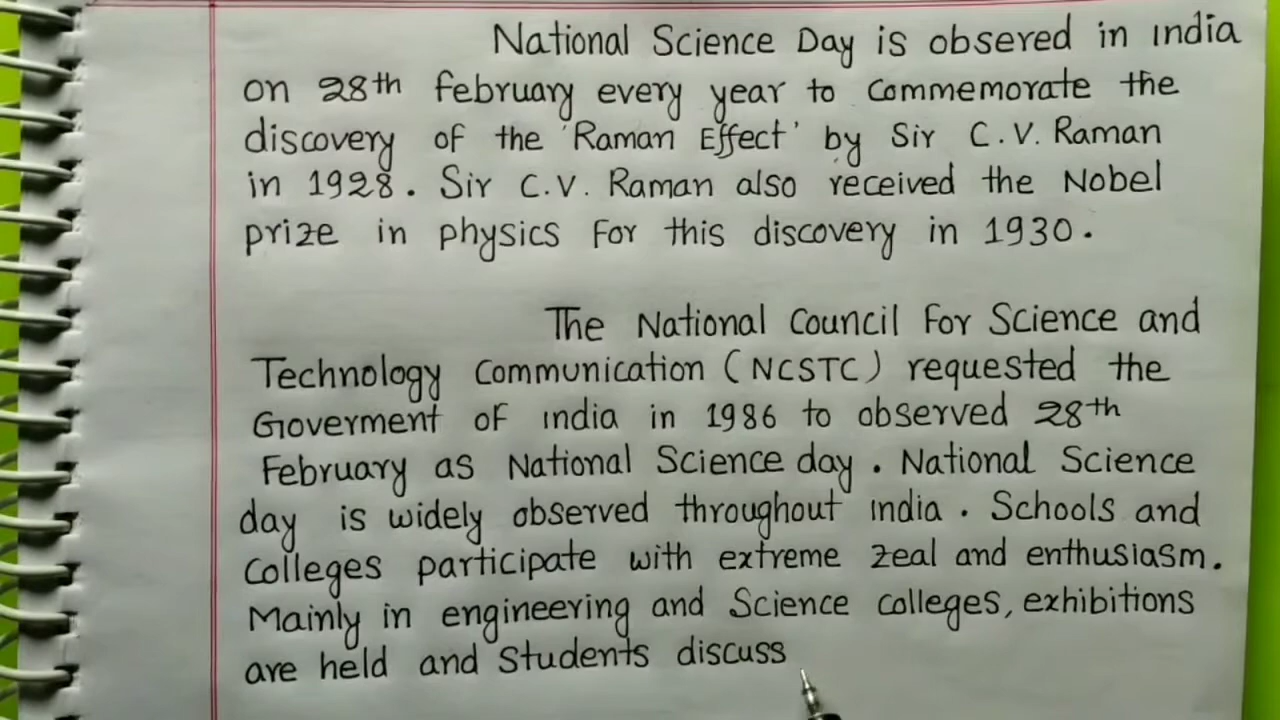 National Science Day is obsered in india
on 28th february every year to commemorate the
discovery of the 'Raman Effect' by Sir C.V. Raman
in 1928. Sir C.V. Raman also received the Nobel
prize in physics For this discovery in 1930.
The National Council For Science and
Technology Communication (NCSTC) requested the
Goverment of india in 1986 to observed 28th
February as National Science day. National Science
day is widely observed throughout india. Schools and
Colleges participate with extreme zeal and enthusiasm.
Mainly in engineering and Science colleges, exhibitions
are held and Students discuss